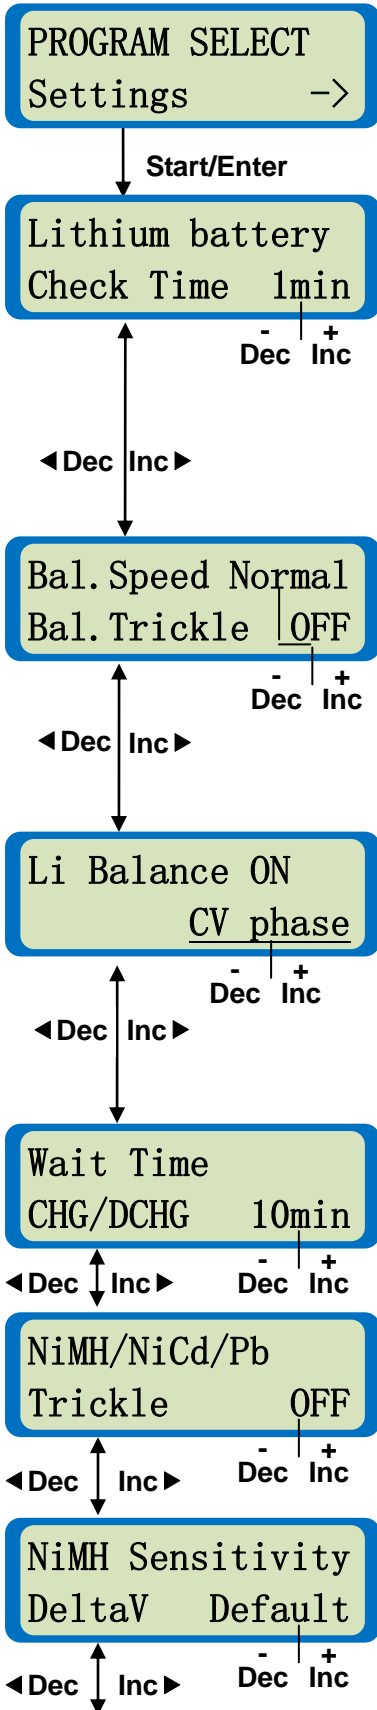 PROGRAM SELECT
Settings ->
Start/Enter
Lithium battery
Check Time 1min
- +
Dec Inc
◀Dec Inc▶
Bal.Speed Normal
Bal.Trickle OFF
- +
Dec Inc
◀Dec Inc▶
Li Balance ON
CV phase
- +
Dec Inc
◀Dec Inc▶
Wait Time
CHG/DCHG 10min
- +
◀Dec Inc▶ Dec Inc
NiMH/NiCd/Pb
Trickle OFF
- +
◀Dec Inc▶ Dec Inc
NiMH Sensitivity
DeltaV Default
- +
◀Dec Inc▶ Dec Inc